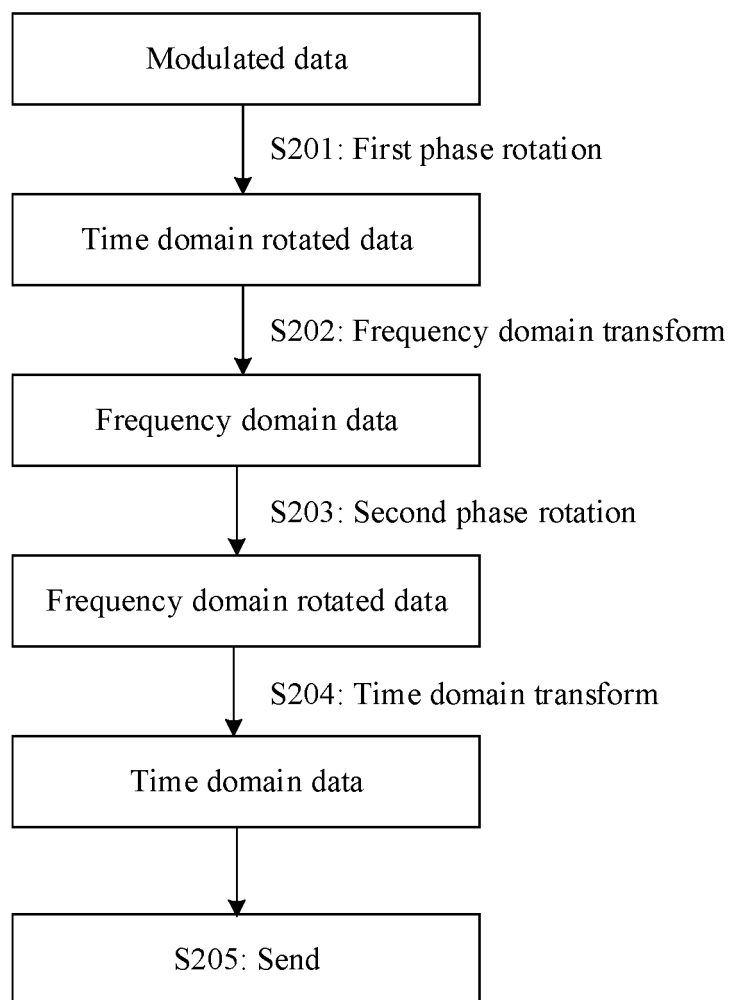 Modulated data
S201: First phase rotation
Time domain rotated data
S202: Frequency domain transform
Frequency domain data
S203: Second phase rotation
Frequency domain rotated data
S204: Time domain transform
Time domain data
S205: Send